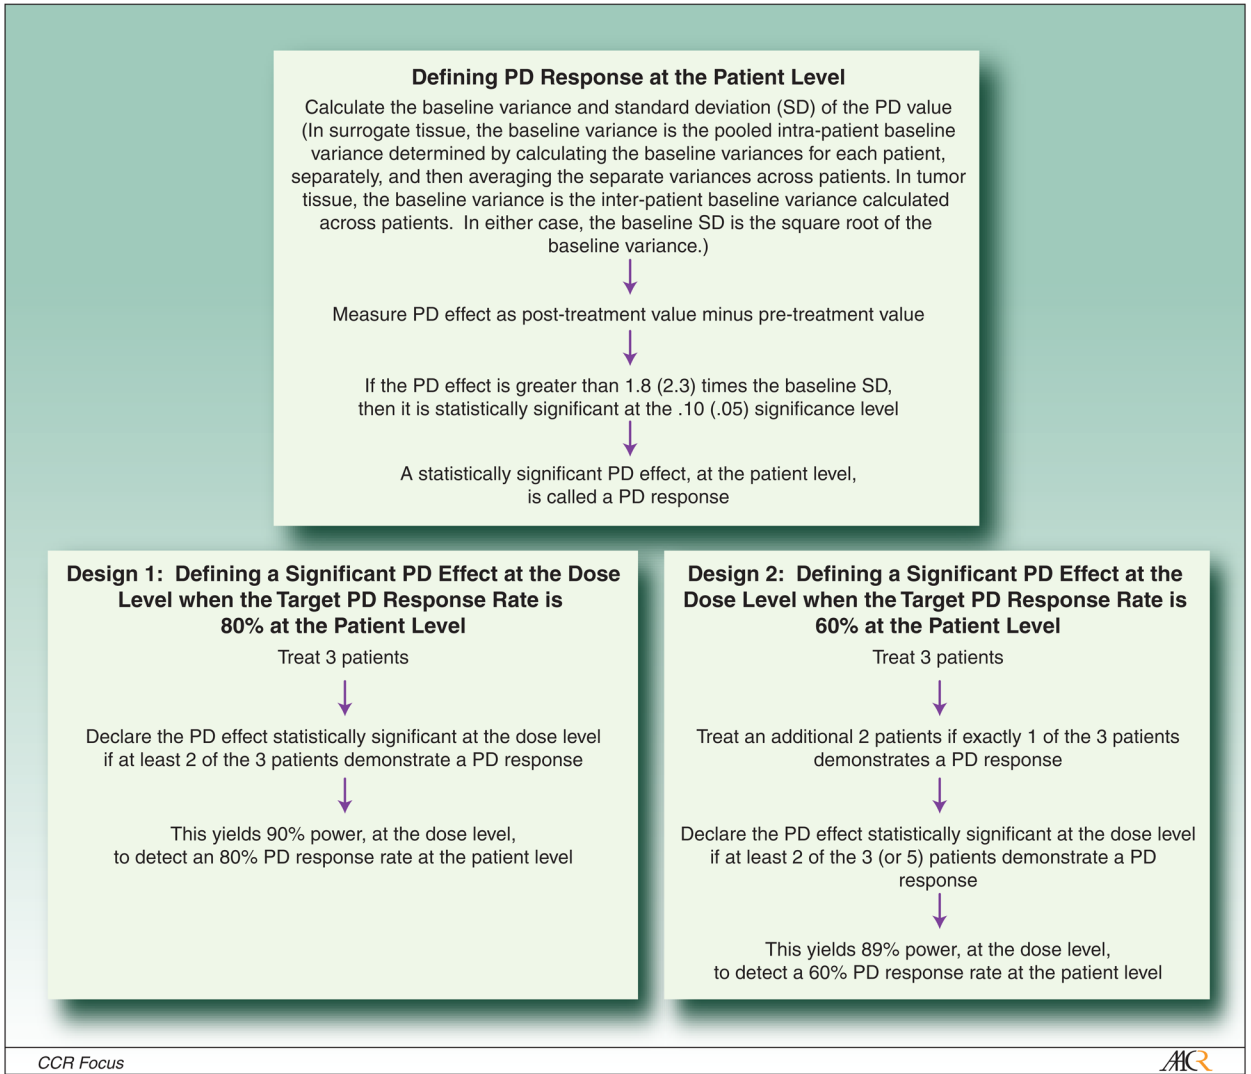 Defining PD Response at the Patient Level
Calculate the baseline variance and standard deviation (SD) of the PD value
(In surrogate tissue, the baseline variance is the pooled intra-patient baseline
variance determined by calculating the baseline variances for each patient,
separately, and then averaging the separate variances across patients. In tumor
tissue, the baseline variance is the inter-patient baseline variance calculated
across patients.  In either case, the baseline SD is the square root of the
baseline variance.)
Measure PD effect as post-treatment value minus pre-treatment value
If the PD effect is greater than 1.8 (2.3) times the baseline SD,
then it is statistically significant at the .10 (.05) significance level
A statistically significant PD effect, at the patient level,
is called a PD response
Design 1:  Defining a Significant PD Effect at the Dose
Level when the Target PD Response Rate is
80% at the Patient Level
Treat 3 patients
Declare the PD effect statistically significant at the dose level
if at least 2 of the 3 patients demonstrate a PD response
This yields 90% power, at the dose level,
to detect an 80% PD response rate at the patient level
Design 2:  Defining a Significant PD Effect at the
Dose Level when the Target PD Response Rate is
60% at the Patient Level
Treat 3 patients
Treat an additional 2 patients if exactly 1 of the 3 patients
demonstrates a PD response
Declare the PD effect statistically significant at the dose level
if at least 2 of the 3 (or 5) patients demonstrate a PD
response
This yields 89% power, at the dose level,
to detect a 60% PD response rate at the patient level
CCR Focus
AACR